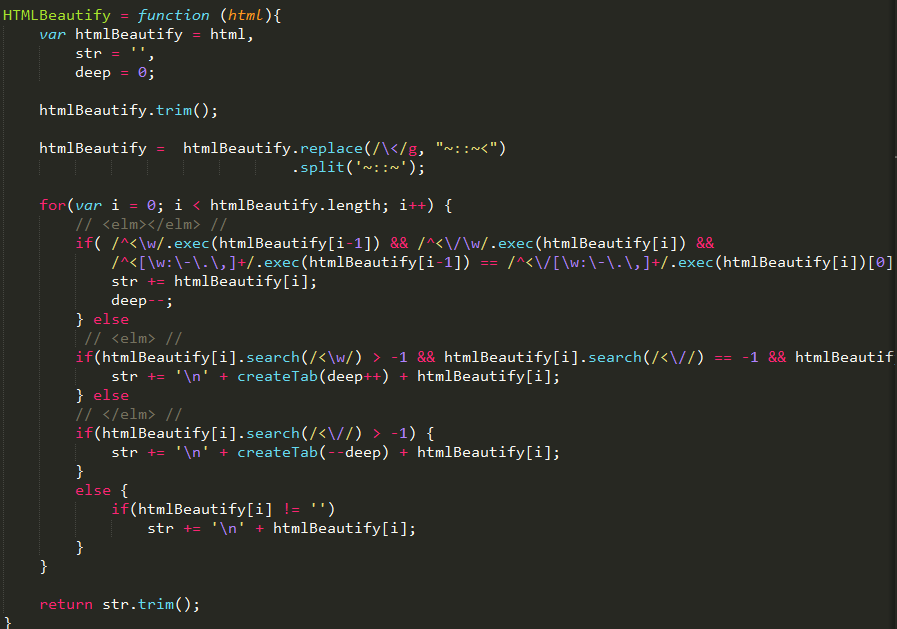 HTMLBeautify = function (html){
    var htmlBeautify = html,
        str = '',
        deep = 0;
    htmlBeautify.trim();
    htmlBeautify =  htmlBeautify.replace(/\</g, "~::~<")
                                .split('~::~');
    for(var i = 0; i < htmlBeautify.length; i++) {
        // <elm></elm> //
        if( /^<\w/.exec(htmlBeautify[i-1]) && /^<\/\w/.exec(htmlBeautify[i]) &&
            /^<[\w:\-\.\,]+/.exec(htmlBeautify[i-1]) == /^<\/[\w:\-\.\,]+/.exec(htmlBeautify[i])[0]
            str += htmlBeautify[i];
            deep--;
        } else
         // <elm> //
        if(htmlBeautify[i].search(/<\w/) > -1 && htmlBeautify[i].search(/<\//) == -1 && htmlBeautif
            str += '\n' + createTab(deep++) + htmlBeautify[i];
        } else
        // </elm> //
        if(htmlBeautify[i].search(/<\//) > -1) {
            str += '\n' + createTab(--deep) + htmlBeautify[i];
        }
        else {
            if(htmlBeautify[i] != '')
                str += '\n' + htmlBeautify[i];
        }
    }
    return str.trim();
}